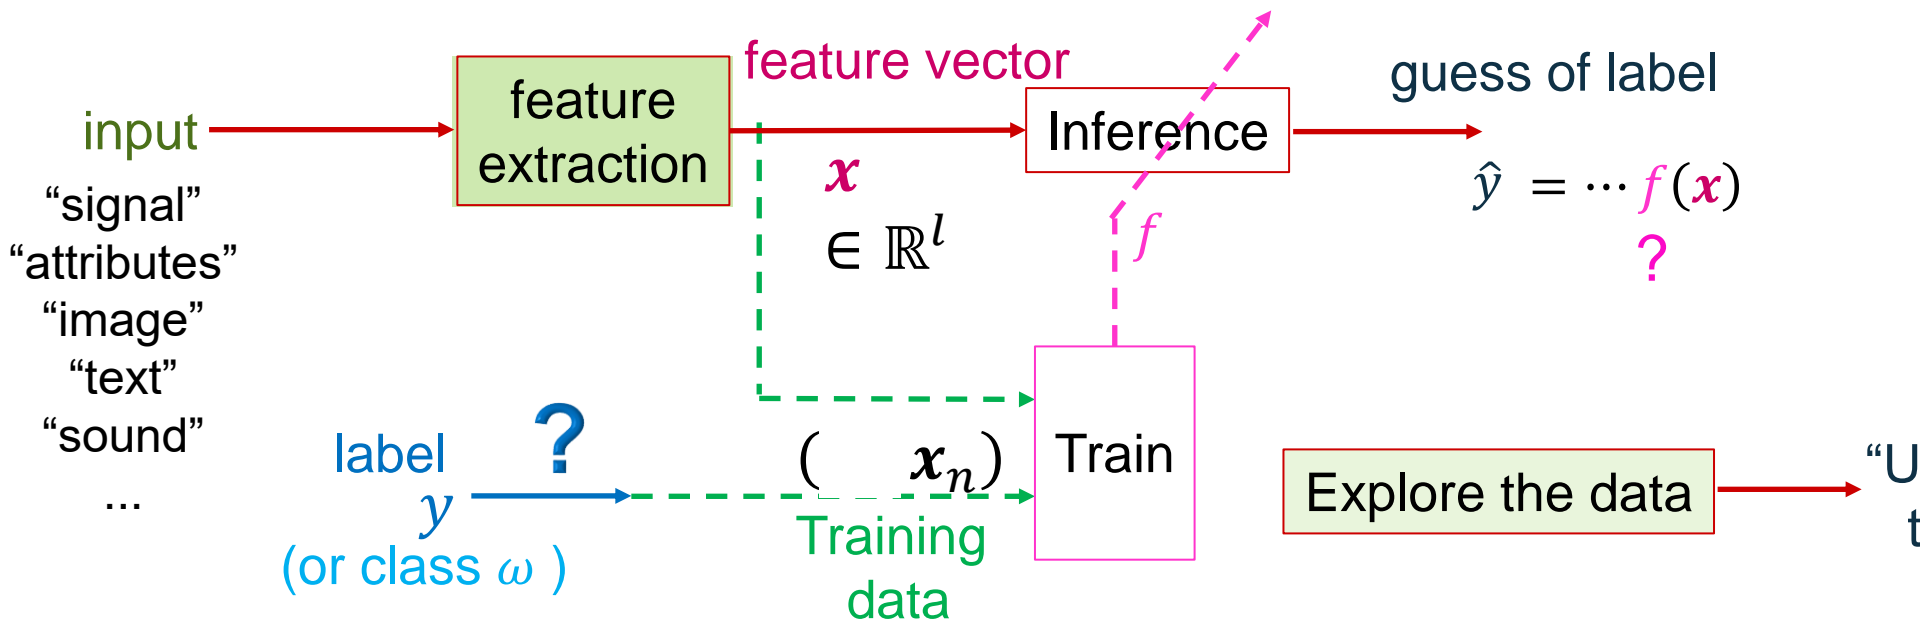 feature vector
guess of label
feature
extraction
input
Inference
“signal”
“attributes”
“image”
“text”
“sound”
...
𝒙
∈ ℝ^l
f
ŷ = ⋯ f(𝒙)
?
label
?
y
(or class ω )
( 𝒙_n)
Training
data
Train
Explore the data
“U
t